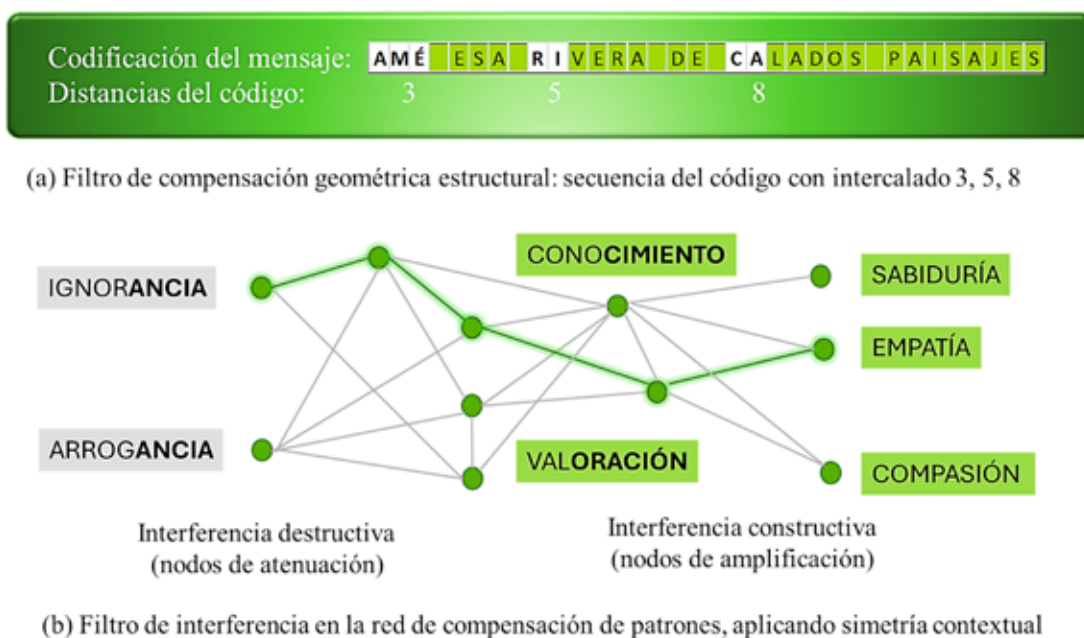 Codificación del mensaje: AMÉ ESA RIVERA DE CALADOS PAISAJES
Distancias del código: 3 5 8
(a) Filtro de compensación geométrica estructural: secuencia del código con intercalado 3, 5, 8
IGNORANCIA
CONOCIMIENTO
SABIDURÍA
EMPATÍA
ARROGANCIA
VALORACIÓN
COMPASIÓN
Interferencia destructiva
(nodos de atenuación)
Interferencia constructiva
(nodos de amplificación)
(b) Filtro de interferencia en la red de compensación de patrones, aplicando simetría contextual